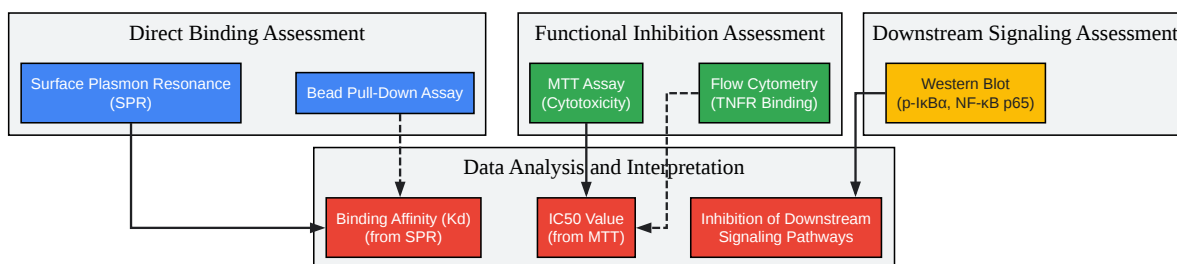 Direct Binding Assessment
Surface Plasmon Resonance
(SPR)
Bead Pull-Down Assay
Functional Inhibition Assessment
MTT Assay
(Cytotoxicity)
Flow Cytometry
(TNFR Binding)
Downstream Signaling Assessment
Western Blot
(p-IκBα, NF-κB p65)
Data Analysis and Interpretation
Binding Affinity (Kd)
(from SPR)
IC50 Value
(from MTT)
Inhibition of Downstream
Signaling Pathways